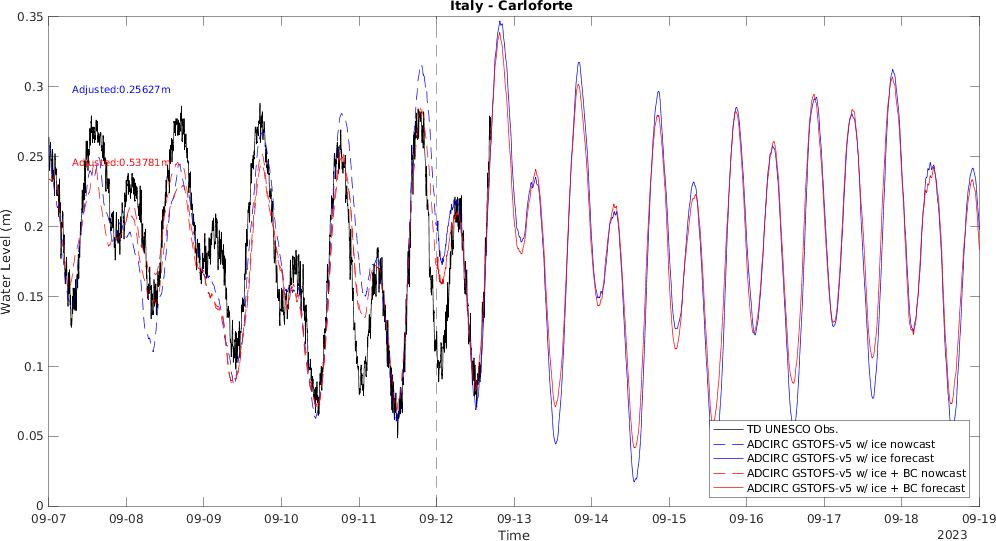 Italy - Carloforte
Water Level (m)
0.35
0.3
0.25
0.2
0.15
0.1
0.05
0
Adjusted:0.25627m
Adjusted:0.53781m
TD UNESCO Obs.
ADCIRC GSTOFS-v5 w/ ice nowcast
ADCIRC GSTOFS-v5 w/ ice forecast
ADCIRC GSTOFS-v5 w/ ice + BC nowcast
ADCIRC GSTOFS-v5 w/ ice + BC forecast
09-07 09-08 09-09 09-10 09-11 09-12 09-13 09-14 09-15 09-16 09-17 09-18 09-19
Time
2023